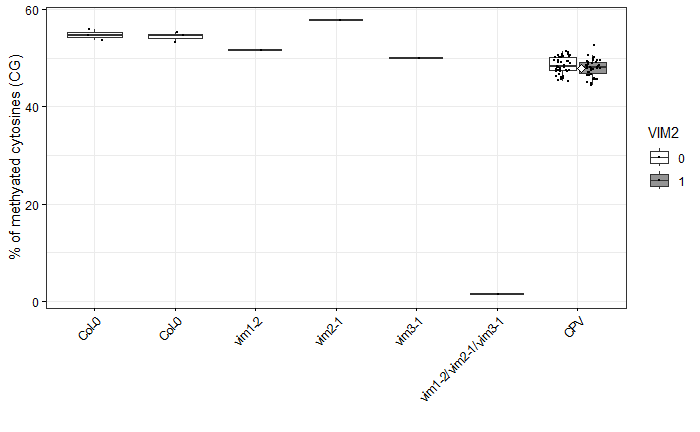 % of methyated cytosines (CG)
60
40
20
0
Col-0
Col-0
vim1-2
vim2-1
vim3-1
vim1-2/vim2-1/vim3-1
CPV
VIM2
0
1